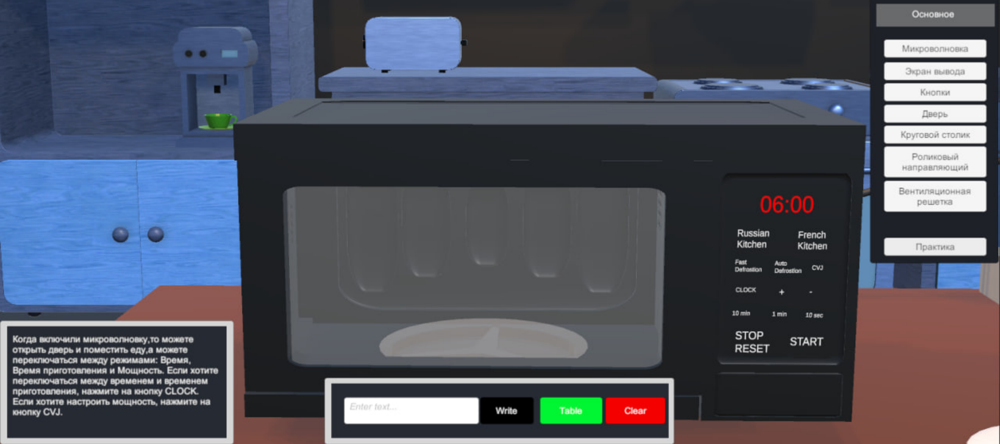 Основное
Микроволновка
Экран вывода
Кнопки
Дверь
Круговой столик
Роликовый
направляющий
Вентиляционная
решетка
Практика
06:00
Russian
Kitchen
French
Kitchen
Fast
Defrostion
Auto
Defrostion
CVJ
CLOCK
+
-
10 min
1 min
10 sec
STOP
RESET
START
Когда включили микроволновку,то можете
открыть дверь и поместить еду,а можете
переключаться между режимами: Время,
Время приготовления и Мощность. Если хотите
переключаться между временем и временем
приготовления, нажмите на кнопку CLOCK.
Если хотите настроить мощность, нажмите на
кнопку CVJ.
Enter text...
Write
Table
Clear